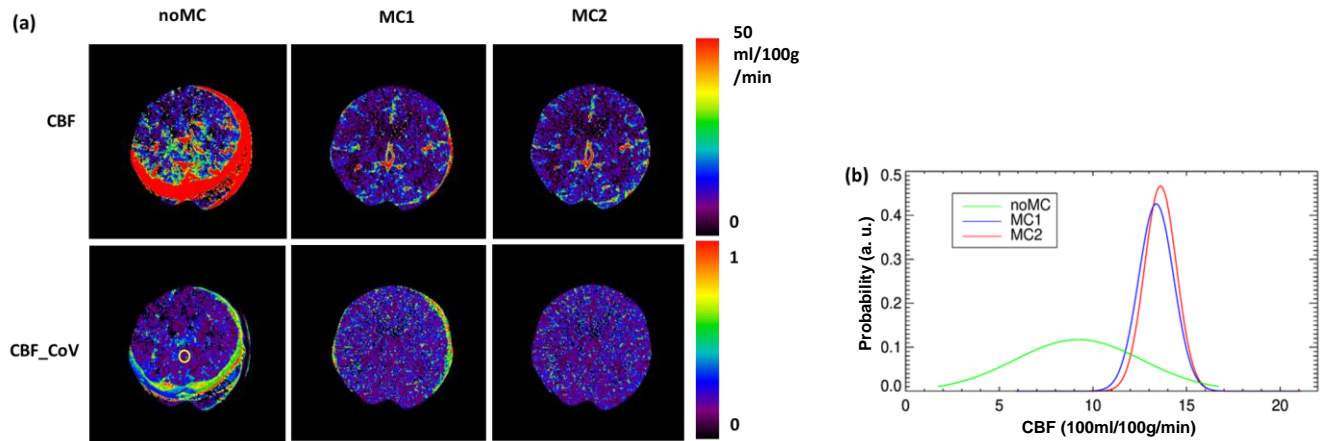 (a)
noMC
MC1
MC2
CBF
50
ml/100g
/min
0
CBF_CoV
1
0
(b)
noMC
MC1
MC2
Probability (a. u.)
0.5
0.4
0.3
0.2
0.1
0.0
0
5
10
15
20
CBF (100ml/100g/min)